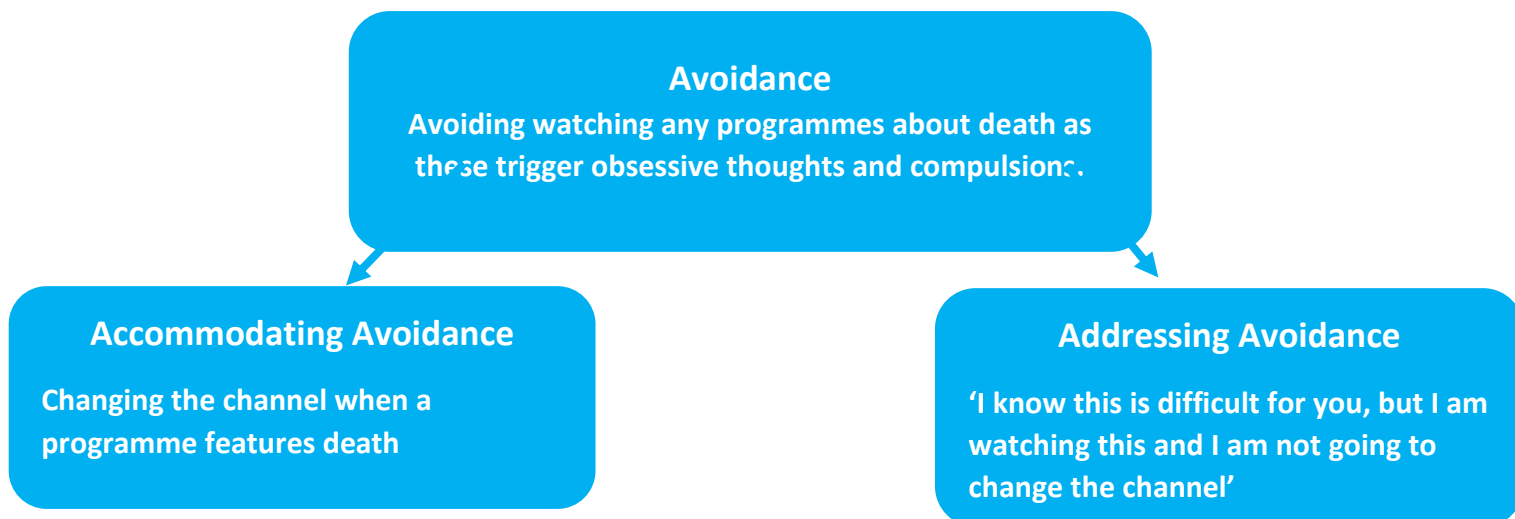 Avoidance
Avoiding watching any programmes about death as
these trigger obsessive thoughts and compulsions.
Accommodating Avoidance
Changing the channel when a
programme features death
Addressing Avoidance
‘I know this is difficult for you, but I am
watching this and I am not going to
change the channel’